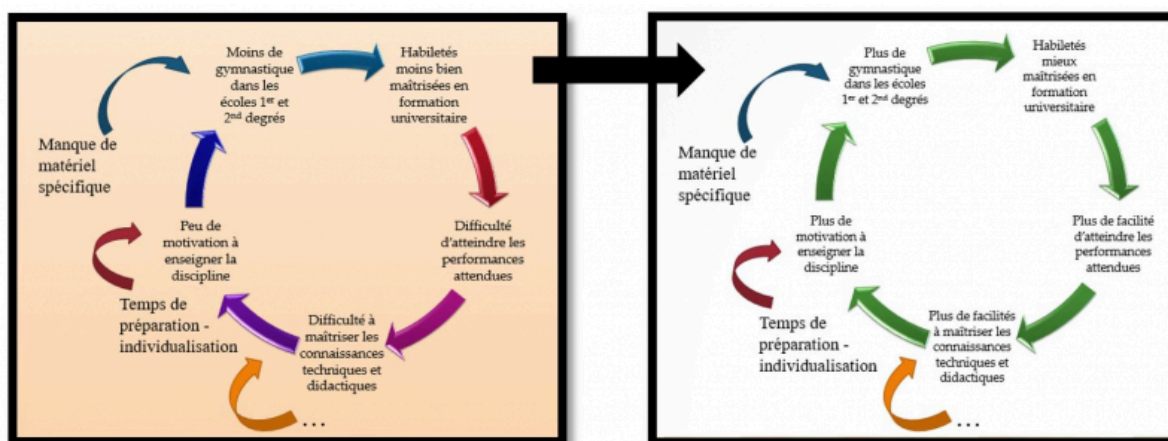 Moins de
gymnastique
dans les
écoles 1er et
2nd degrés
Habiletés
moins bien
maîtrisées en
formation
universitaire
Difficulté
d'atteindre les
performances
attendues
Difficulté à
maîtriser les
connaissances
techniques et
didactiques
Peu de
motivation à
enseigner la
discipline
Manque de
matériel
spécifique
Temps de
préparation -
individualisation
...
Plus de
gymnastique
dans les écoles
1er et 2nd degrés
Habiletés
mieux
maîtrisées en
formation
universitaire
Plus de facilité
d'atteindre les
performances
attendues
Plus de facilités
à maîtriser les
connaissances
techniques et
didactiques
Plus de
motivation à
enseigner la
discipline
Manque de
matériel
spécifique
Temps de
préparation -
individualisation
...